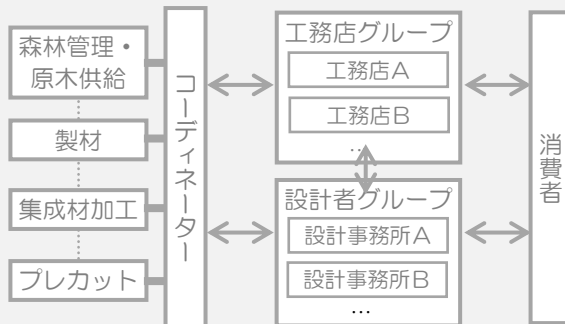 森林管理・
原木供給
製材
集成材加工
プレカット
コーディネーター
工務店グループ
工務店A
工務店B
…
設計者グループ
設計事務所A
設計事務所B
…
消費者